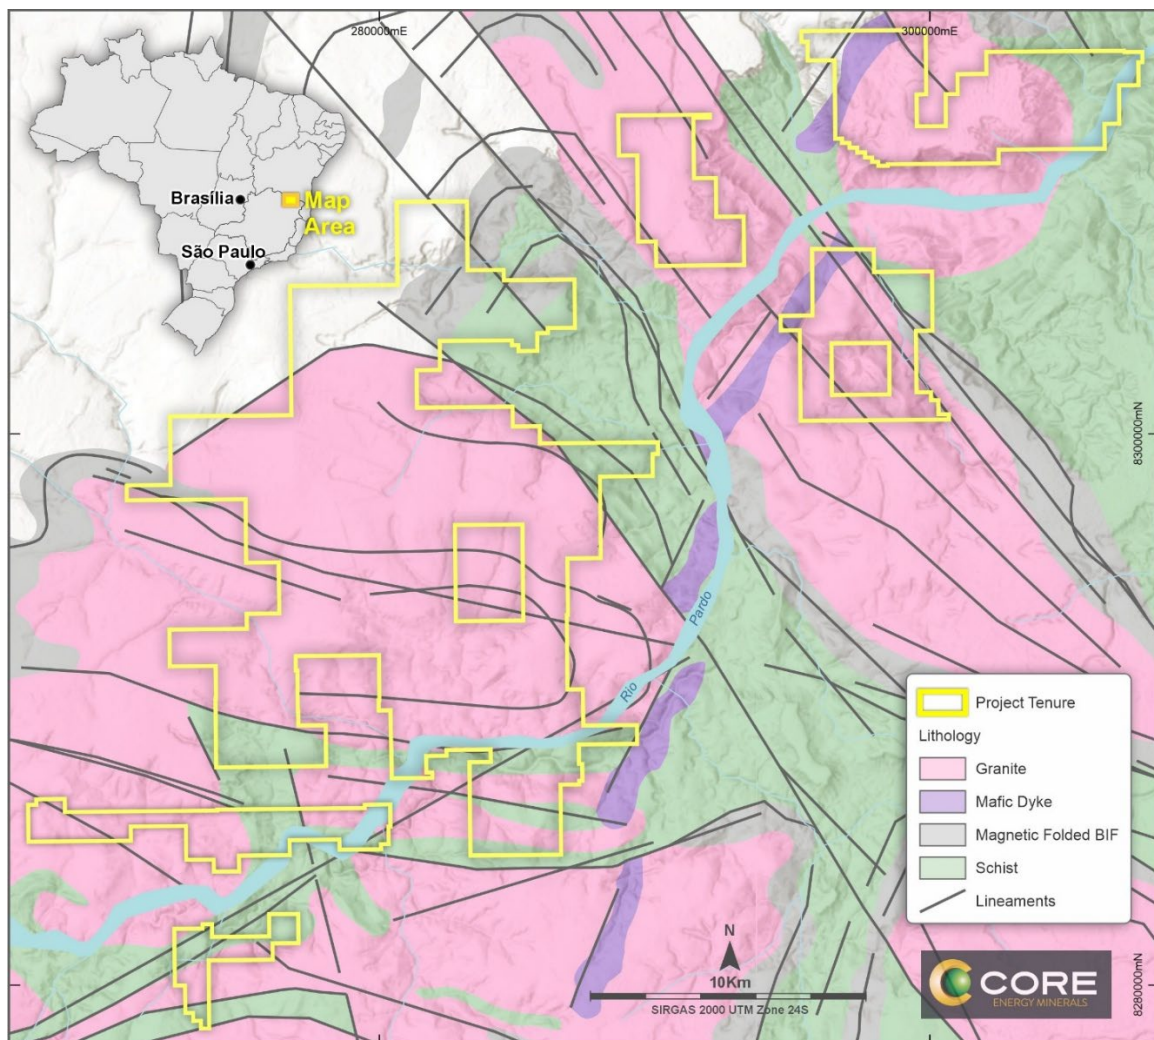 280000mE
300000mE
Brasília
Map
Area
São Paulo
8300000mN
Rio Pardo
Project Tenure
Lithology
Granite
Mafic Dyke
Magnetic Folded BIF
Schist
Lineaments
N
10Km
SIRGAS 2000 UTM Zone 24S
CORE
ENERGY MINERALS
8280000mN